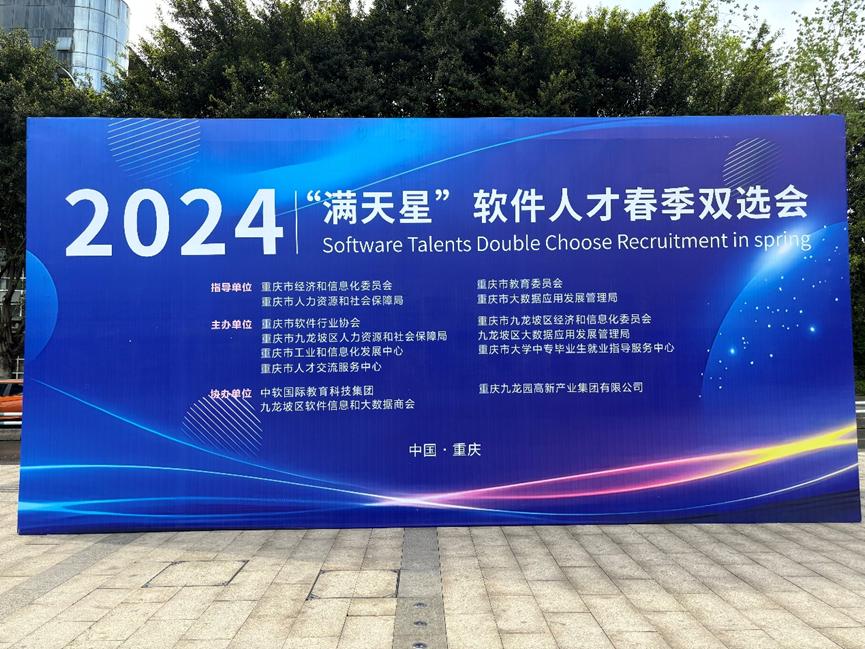 2024 “满天星”软件人才春季双选会
Software Talents Double Choose Recruitment in spring
指导单位 重庆市经济和信息化委员会 重庆市教育委员会
重庆市人力资源和社会保障局 重庆市大数据应用发展管理局
主办单位 重庆市软件行业协会 重庆市九龙坡区经济和信息化委员会
重庆市九龙坡区人力资源和社会保障局 九龙坡区大数据应用发展管理局
重庆市工业和信息化发展中心 重庆市大学中专毕业生就业指导服务中心
重庆市人才交流服务中心
协办单位 中软国际教育科技集团 重庆九龙园高新产业集团有限公司
九龙坡区软件信息和大数据商会
中国·重庆